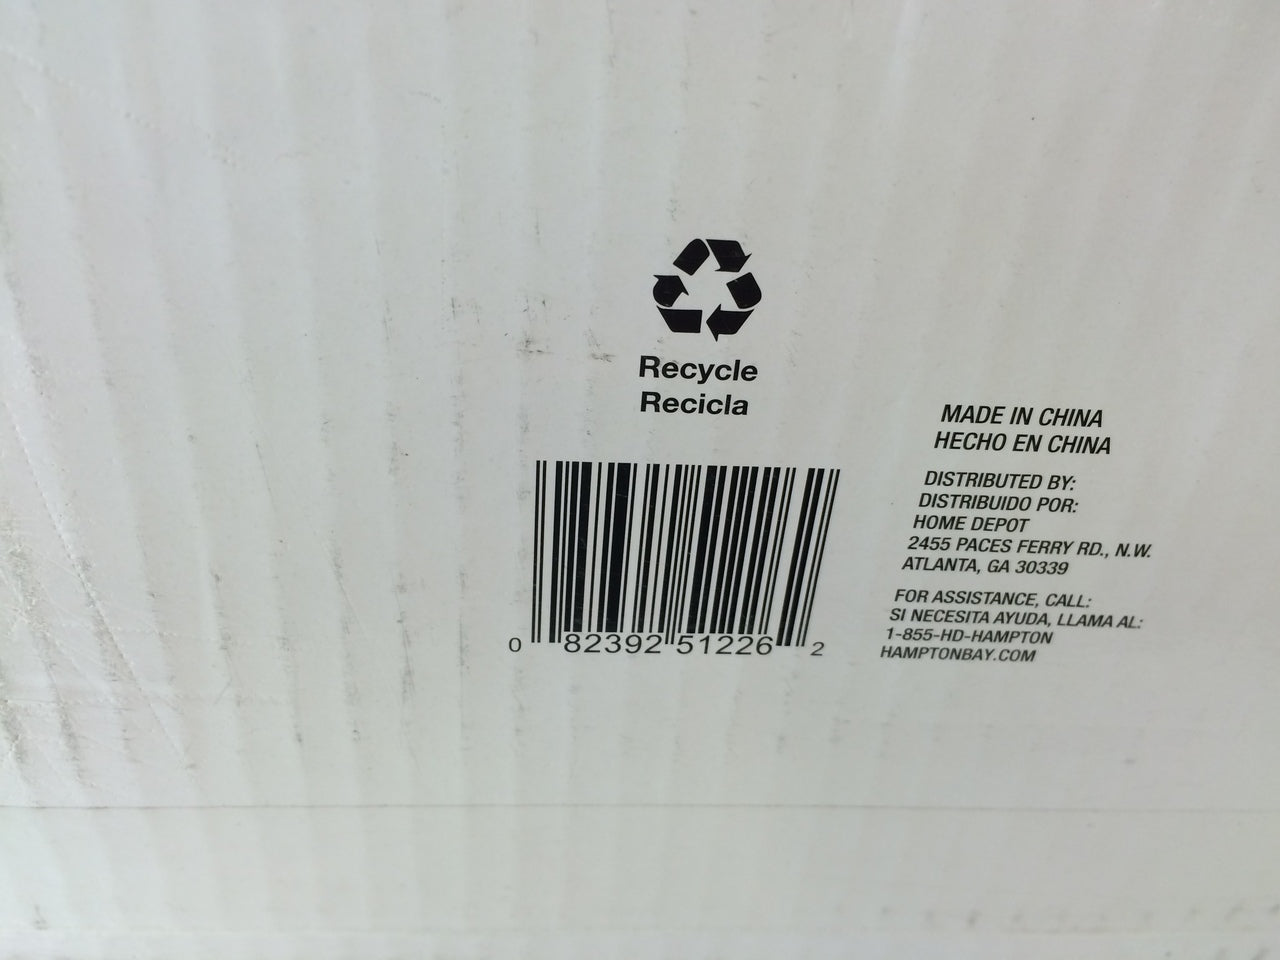 Recycle
Recicla
MADE IN CHINA
HECHO EN CHINA
DISTRIBUTED BY:
DISTRIBUIDO POR:
HOME DEPOT
2455 PACES FERRY RD., N.W.
ATLANTA, GA 30339
FOR ASSISTANCE, CALL:
SI NECESITA AYUDA, LLAMA AL:
1-855-HD-HAMPTON
HAMPTONBAY.COM
0 82392 51226 2